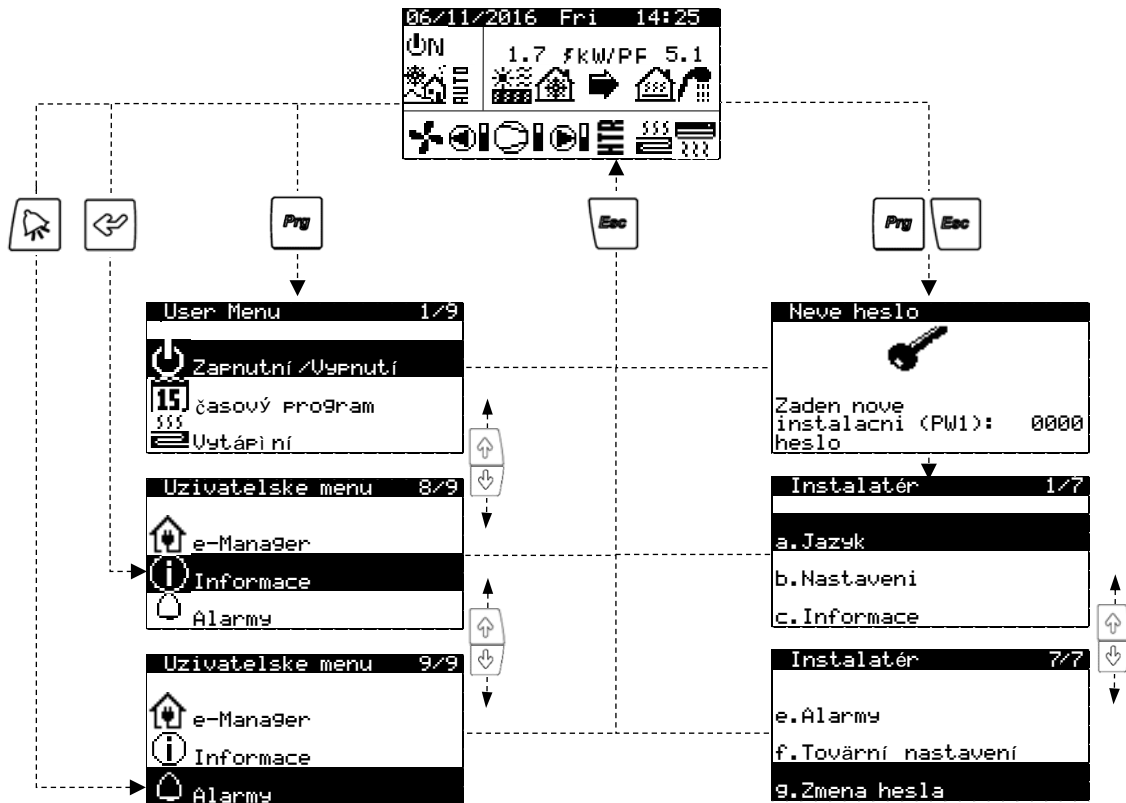 06/11/2016 Fri 14:25
ON
AUTO
1.7 kW/PF 5.1
HTR
Prg
Esc
Prg
Esc
User Menu 1/9
Zapnutní/Vypnutí
15
časový program
Vytápìní
Uzivatelske menu 8/9
e-Manager
Informace
Alarmy
Uzivatelske menu 9/9
e-Manager
Informace
Alarmy
Neve heslo
Zaden nove
instalacni (PW1): 0000
heslo
Instalatér 1/7
a.Jazyk
b.Nastaveni
c.Informace
Instalatér 7/7
e.Alarmy
f.Tovární nastavení
g.Zmena hesla